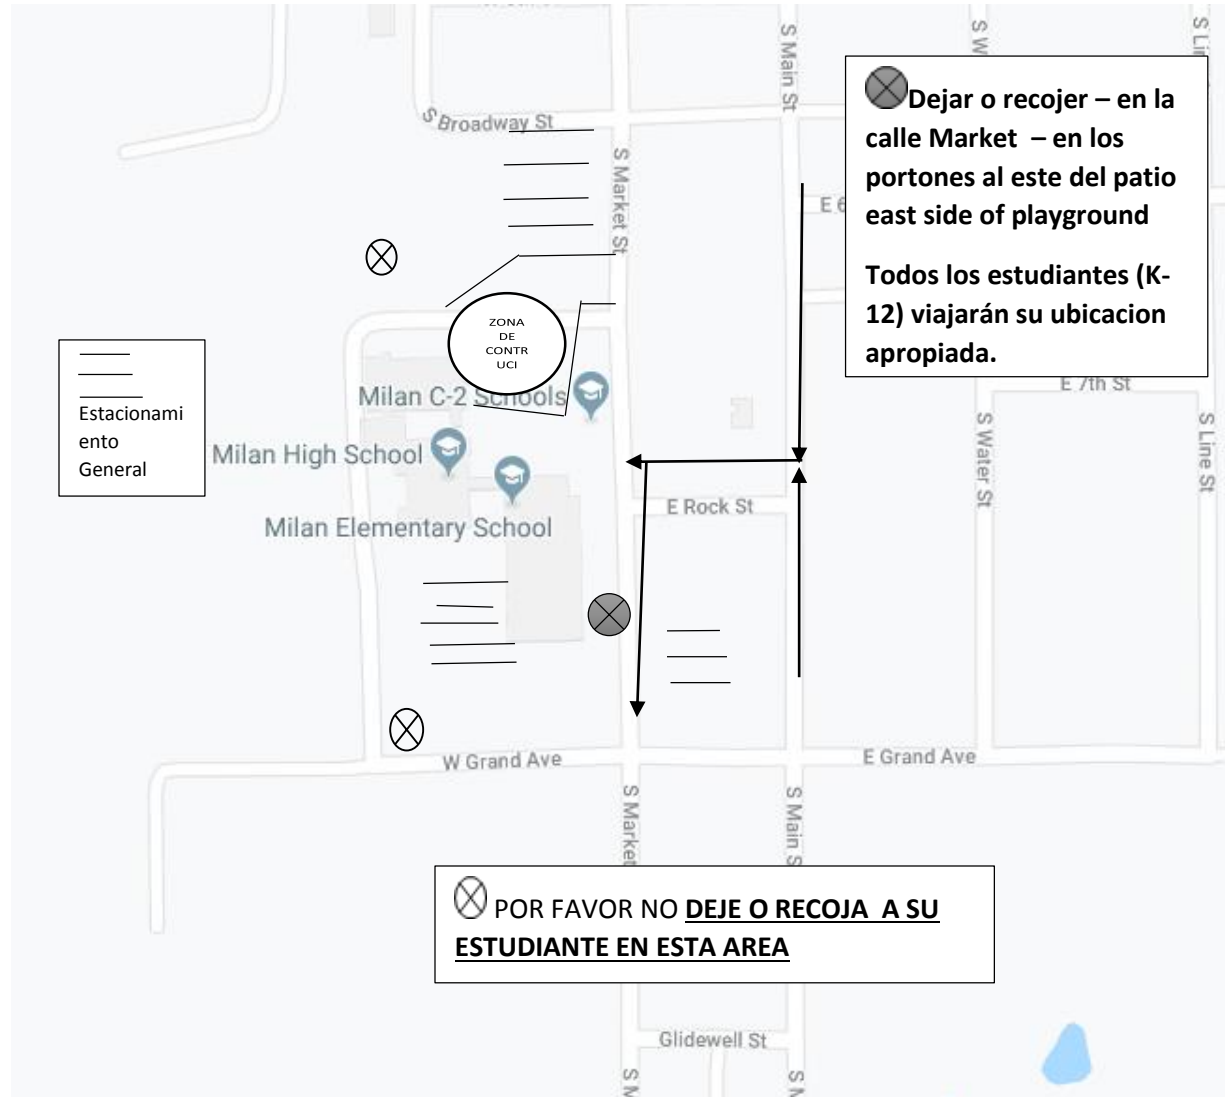 S Main St
S W
S Li
S Broadway St
S Market St
E 6
Dejar o recojer – en la
calle Market – en los
portones al este del patio
east side of playground
Todos los estudiantes (K-
12) viajarán su ubicacion
apropiada.
ZONA
DE
CONTR
UCI
Estacionami
ento
General
Milan C-2 Schools
Milan High School
Milan Elementary School
E 7th St
S Water St
S Line St
E Rock St
W Grand Ave
E Grand Ave
S Market
S Main S
POR FAVOR NO DEJE O RECOJA A SU
ESTUDIANTE EN ESTA AREA
Glidewell St
S M